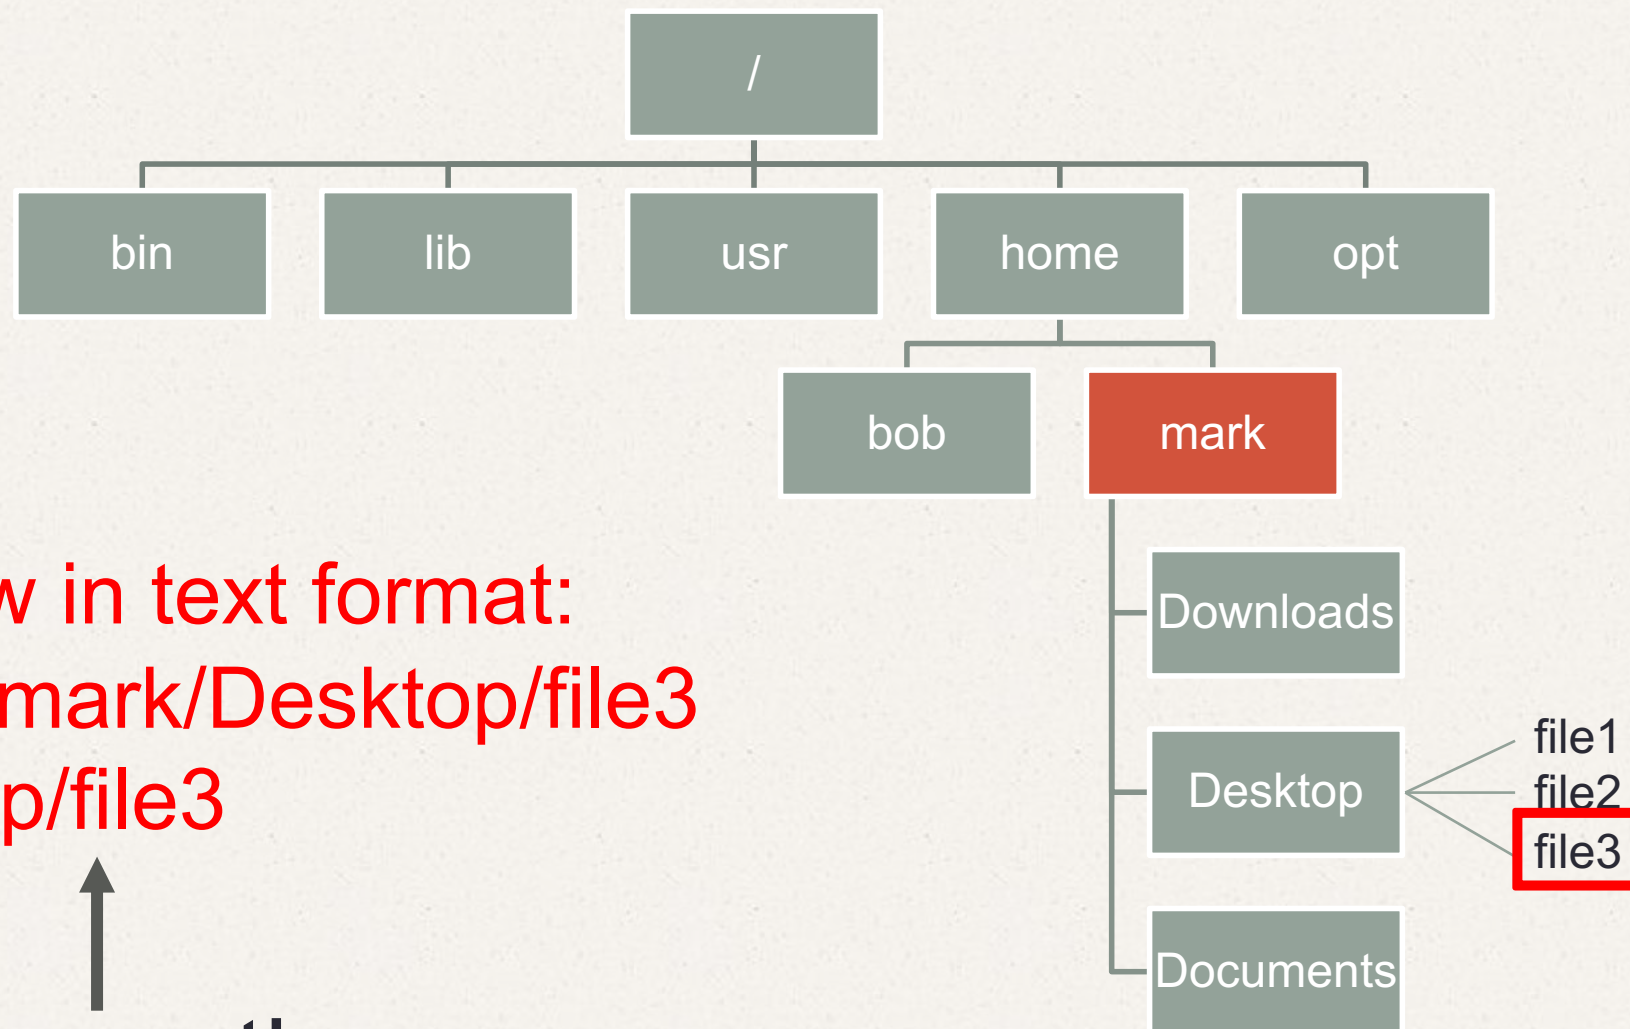 /
bin lib usr home opt
bob mark
w in text format:
Downloads
mark/Desktop/file3
file1
p/file3
Desktop
file2
file3
Documents